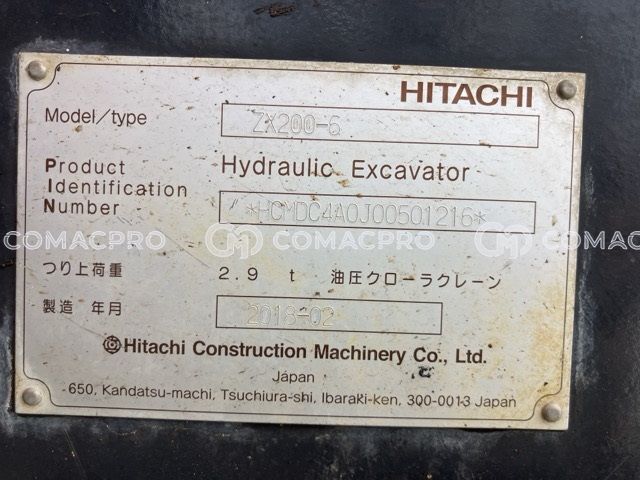 HITACHI
Model/type ZX200-6
Product Hydraulic Excavator
Identification
Number *HCMDC4A0J00501216*
COMACPRO COMACPRO COMACPRO
つり上荷重 2.9 t 油圧クローラクレーン
製造 年月 2018-02
Hitachi Construction Machinery Co., Ltd.
Japan
650, Kandatsu-machi, Tsuchiura-shi, Ibaraki-ken, 300-0013 Japan